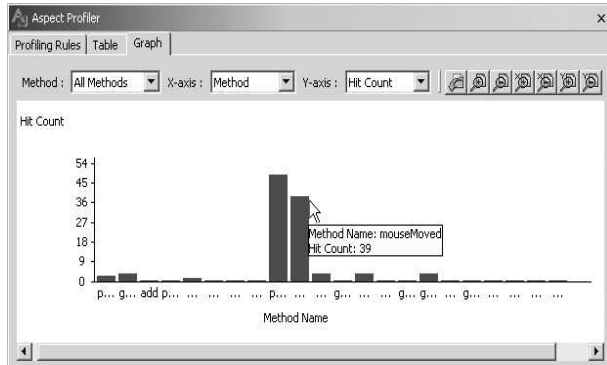 Aspect Profiler
x
Profiling Rules Table Graph
Method : All Methods X-axis : Method Y-axis : Hit Count
Hit Count
54
45
36
27
18
9
0
Method Name: mouseMoved
Hit Count: 39
p... g... add p... ... ... ... ... p... ... ... g... ... ... g... g... ... g... ... ... ... ...
Method Name